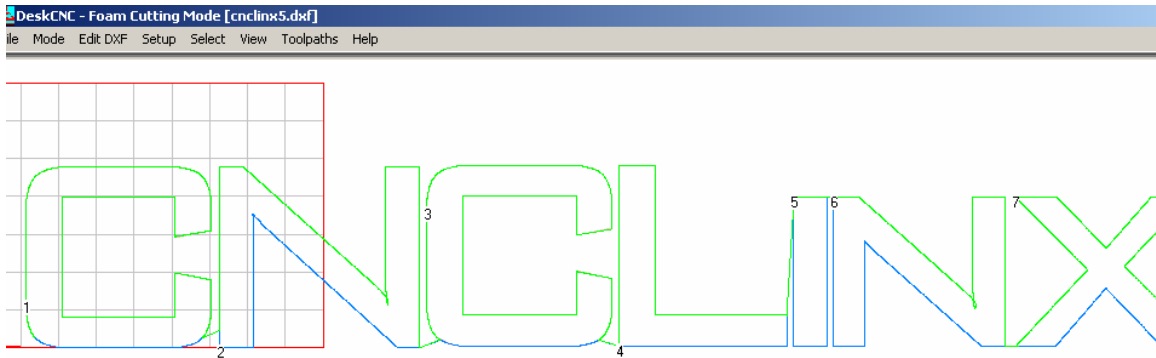 DeskCNC - Foam Cutting Mode [cnclinx5.dxf]
ile Mode Edit DXF Setup Select View Toolpaths Help
CNCLINX
1 2 3 4 5 6 7